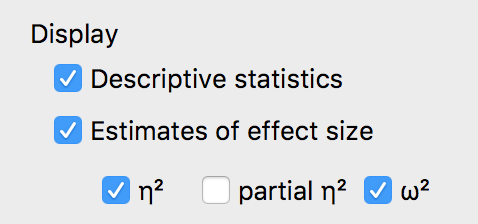 Display
Descriptive statistics
Estimates of effect size
η² partial η² ω²